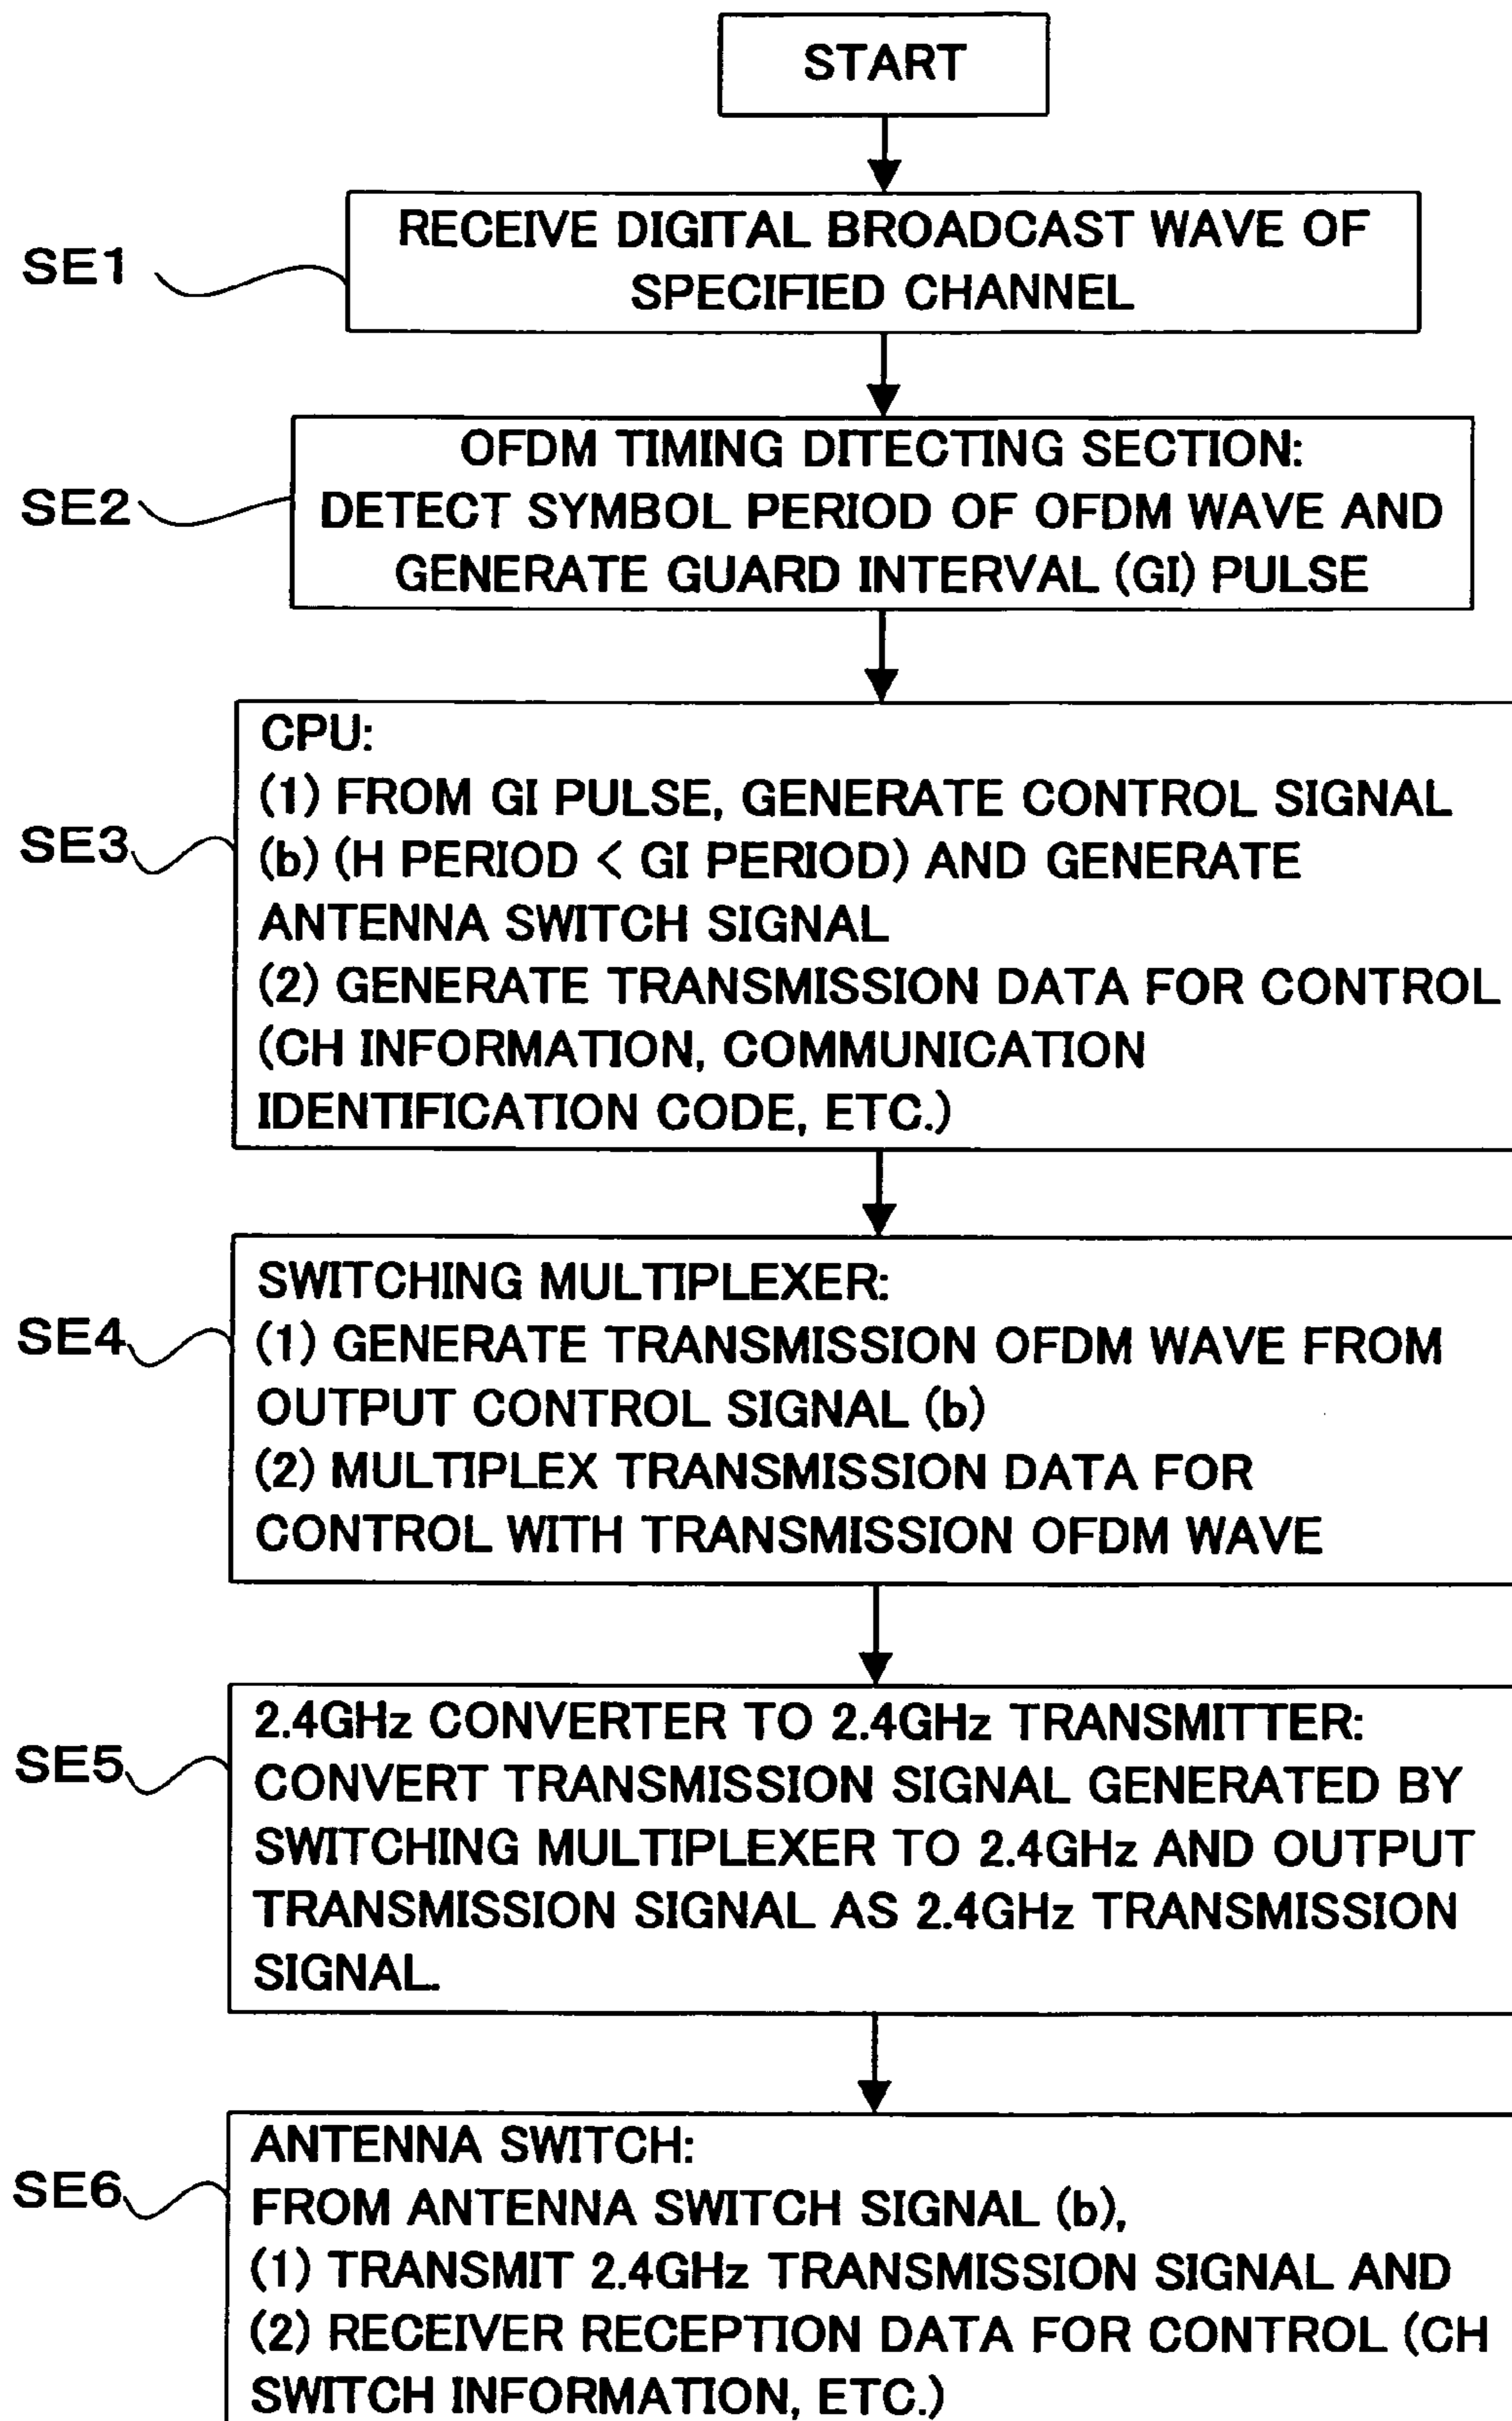 START
SE1
RECEIVE DIGITAL BROADCAST WAVE OF
SPECIFIED CHANNEL
SE2
OFDM TIMING DITECTING SECTION:
DETECT SYMBOL PERIOD OF OFDM WAVE AND
GENERATE GUARD INTERVAL (GI) PULSE
SE3
CPU:
(1) FROM GI PULSE, GENERATE CONTROL SIGNAL
(b) (H PERIOD < GI PERIOD) AND GENERATE
ANTENNA SWITCH SIGNAL
(2) GENERATE TRANSMISSION DATA FOR CONTROL
(CH INFORMATION, COMMUNICATION
IDENTIFICATION CODE, ETC.)
SE4
SWITCHING MULTIPLEXER:
(1) GENERATE TRANSMISSION OFDM WAVE FROM
OUTPUT CONTROL SIGNAL (b)
(2) MULTIPLEX TRANSMISSION DATA FOR
CONTROL WITH TRANSMISSION OFDM WAVE
SE5
2.4GHz CONVERTER TO 2.4GHz TRANSMITTER:
CONVERT TRANSMISSION SIGNAL GENERATED BY
SWITCHING MULTIPLEXER TO 2.4GHz AND OUTPUT
TRANSMISSION SIGNAL AS 2.4GHz TRANSMISSION
SIGNAL.
SE6
ANTENNA SWITCH:
FROM ANTENNA SWITCH SIGNAL (b),
(1) TRANSMIT 2.4GHz TRANSMISSION SIGNAL AND
(2) RECEIVER RECEPTION DATA FOR CONTROL (CH
SWITCH INFORMATION, ETC.)